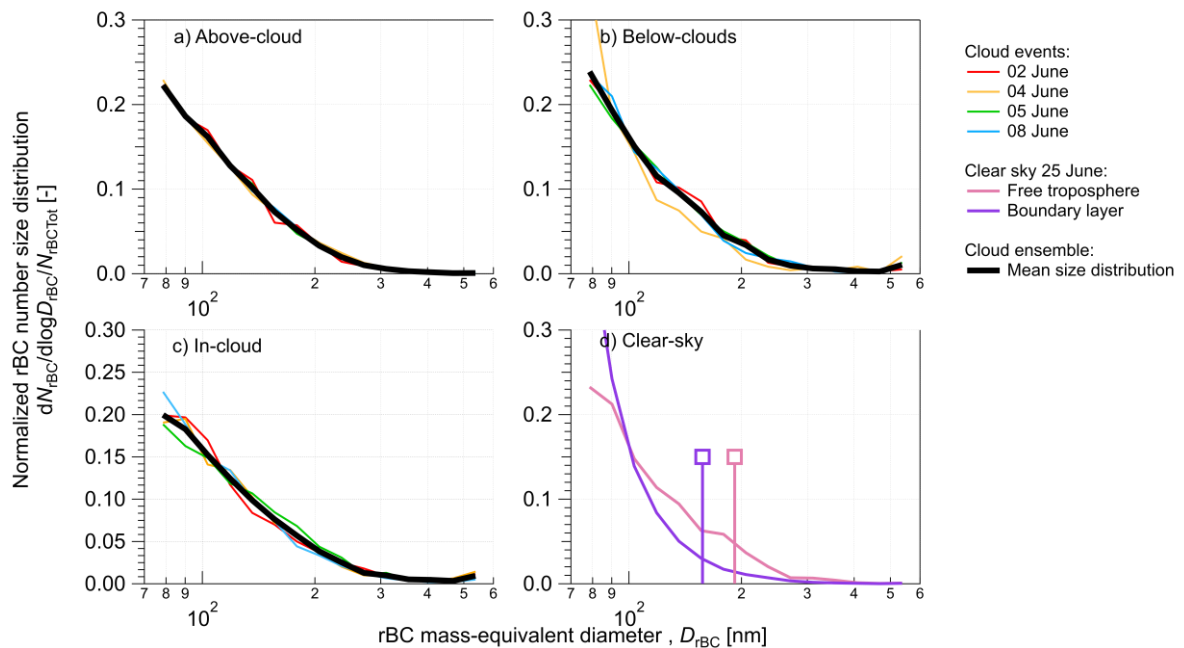 0.3
0.2
0.1
0.0
a) Above-cloud
7 8 9 2 3 4 5 6
10²
0.3
0.2
0.1
0.0
b) Below-clouds
7 8 9 2 3 4 5 6
10²
Cloud events:
02 June
04 June
05 June
08 June
Clear sky 25 June:
Free troposphere
Boundary layer
Cloud ensemble:
Mean size distribution
Normalized rBC number size distribution
dN_rBC/dlogD_rBC/N_rBCTot [-]
0.30
0.25
0.20
0.15
0.10
0.05
0.00
c) In-cloud
7 8 9 2 3 4 5 6
10²
0.30
0.2
0.1
0.0
d) Clear-sky
7 8 9 2 3 4 5 6
10²
rBC mass-equivalent diameter , D_rBC [nm]